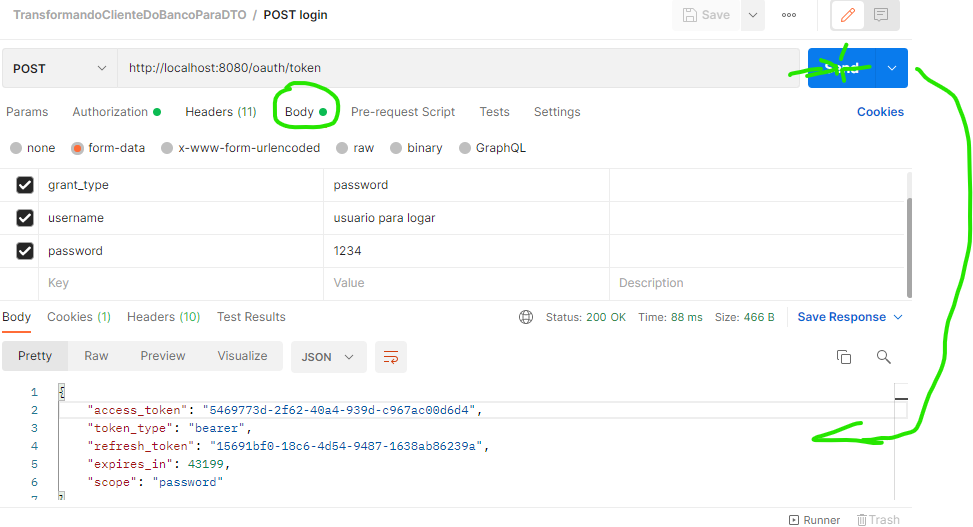 TransformandoClienteDoBancoParaDTO / POST login
Save
POST http://localhost:8080/oauth/token Send
Params Authorization Headers (11) Body Pre-request Script Tests Settings Cookies
none form-data x-www-form-urlencoded raw binary GraphQL
grant_type password
username usuario para logar
password 1234
Key Value Description
Body Cookies (1) Headers (10) Test Results Status: 200 OK Time: 88 ms Size: 466 B Save Response
Pretty Raw Preview Visualize JSON
1 {
2 "access_token": "5469773d-2f62-40a4-939d-c967ac00d6d4",
3 "token_type": "bearer",
4 "refresh_token": "15691bf0-18c6-4d54-9487-1638ab86239a",
5 "expires_in": 43199,
6 "scope": "password"
7 }
Runner Trash